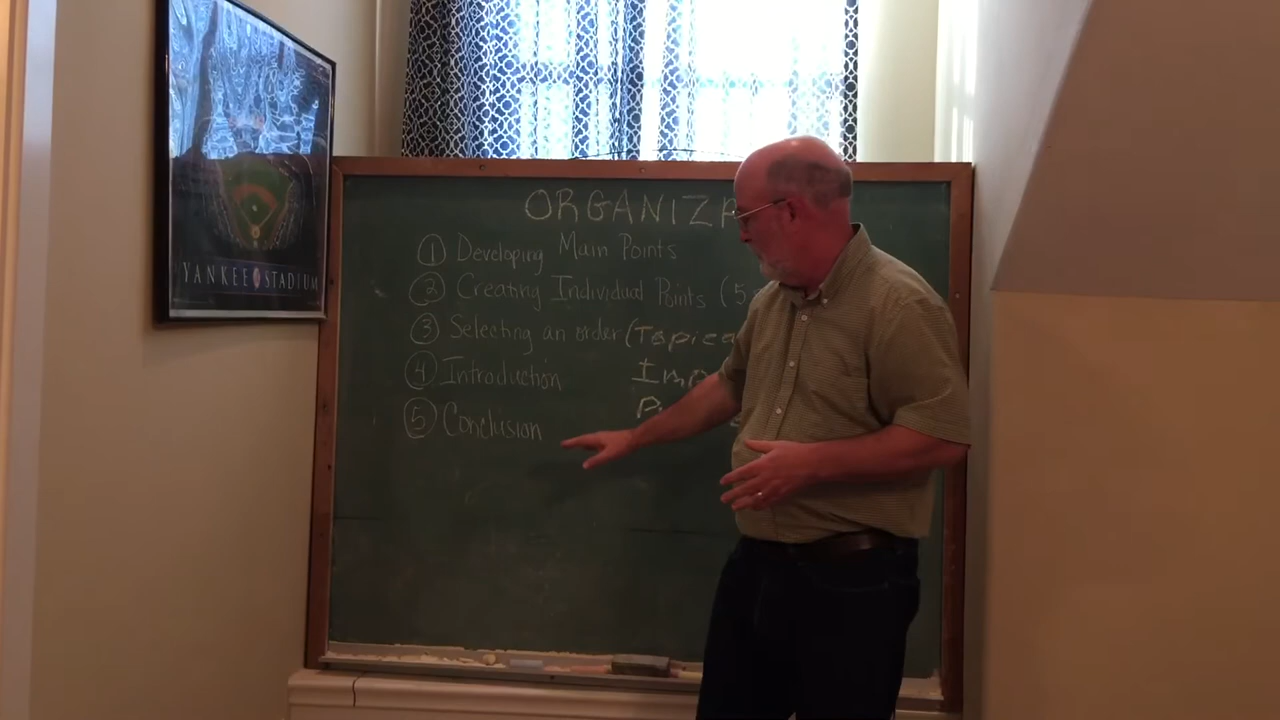 YANKEE STADIUM
ORGANIZA
① Developing Main Points
② Creating Individual Points (5
③ Selecting an order (Topica
④ Introduction
⑤ Conclusion